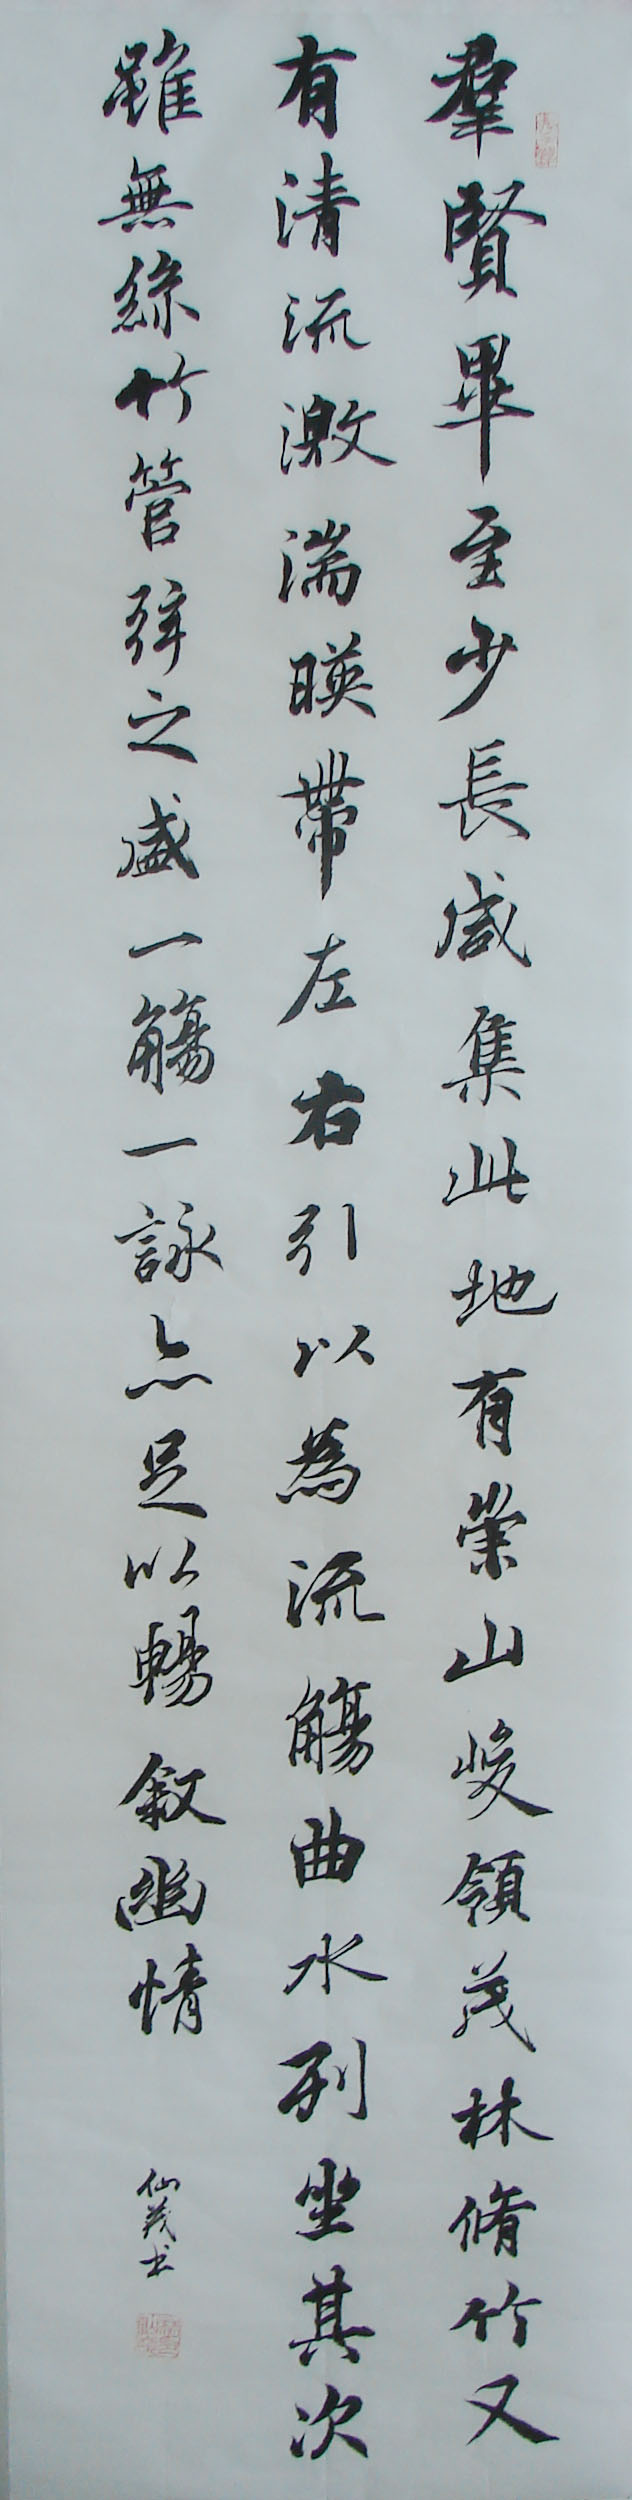 羣賢畢至少長咸集此地有崇山峻領茂林脩竹又
有清流激湍暎帶左右引以為流觴曲水列坐其次
雖無絲竹管弦之盛一觴一詠亦足以暢敘幽情
仙茂书